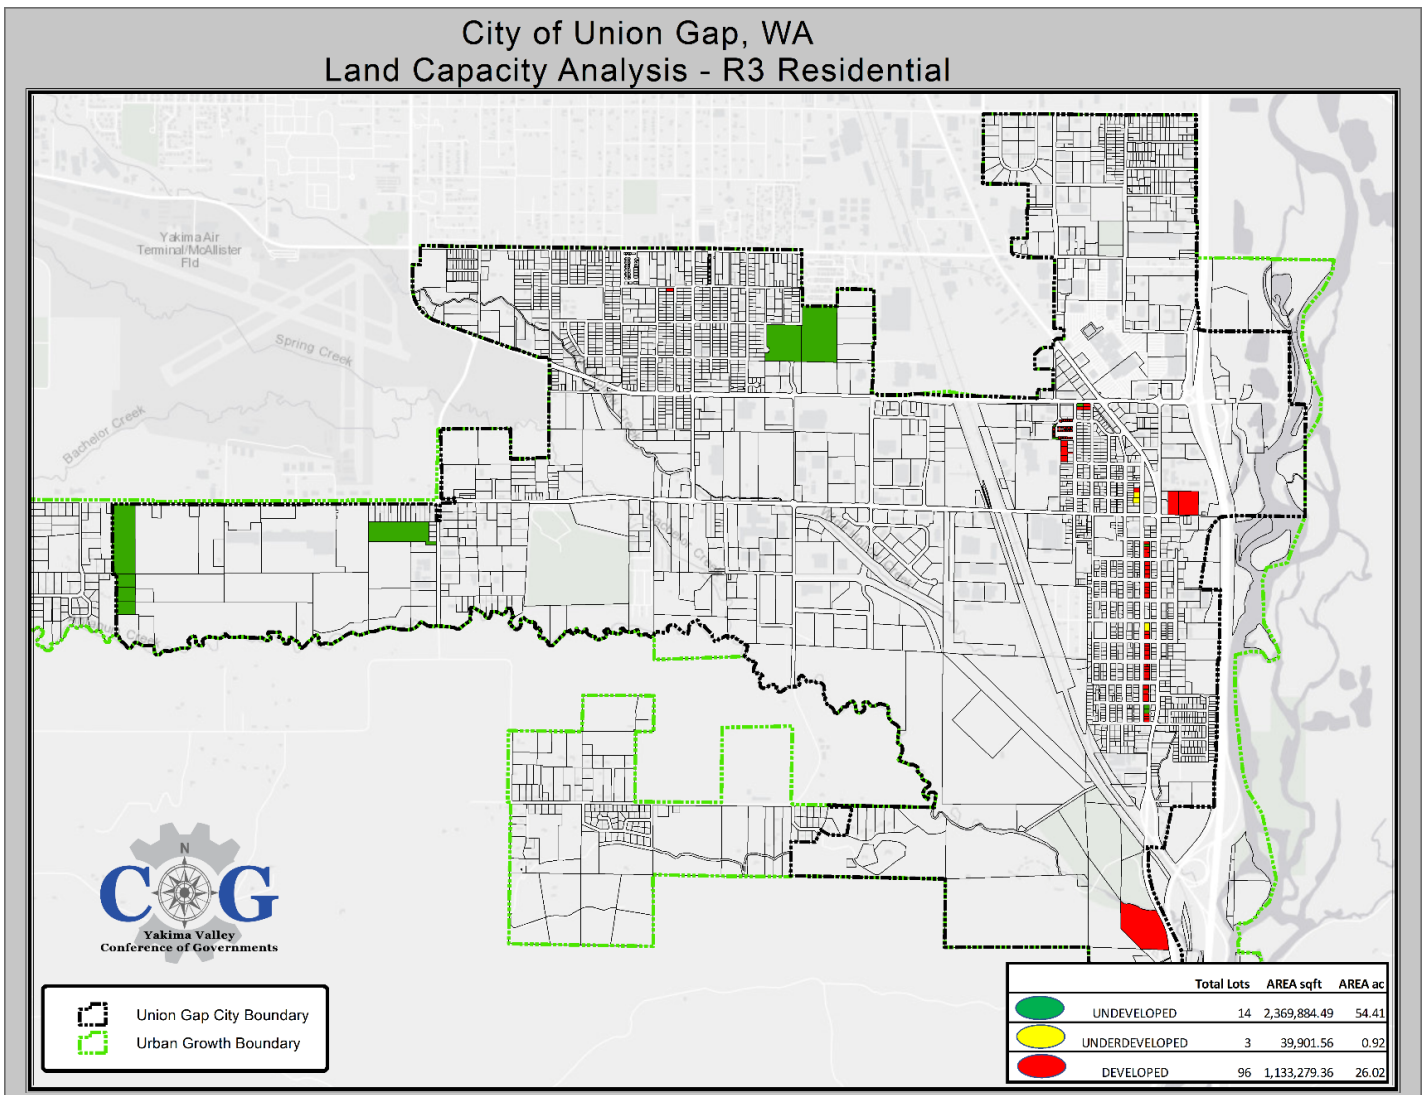 City of Union Gap, WA
Land Capacity Analysis - R3 Residential
Yakima Air
Terminal/McAllister
Fld
Spring Creek
Bachelor Creek
Bachelor Creek
Creek
N
COG
Yakima Valley
Conference of Governments
Union Gap City Boundary
Urban Growth Boundary
Total Lots AREA sqft AREA ac
UNDEVELOPED 14 2,369,884.49 54.41
UNDERDEVELOPED 3 39,901.56 0.92
DEVELOPED 96 1,133,279.36 26.02